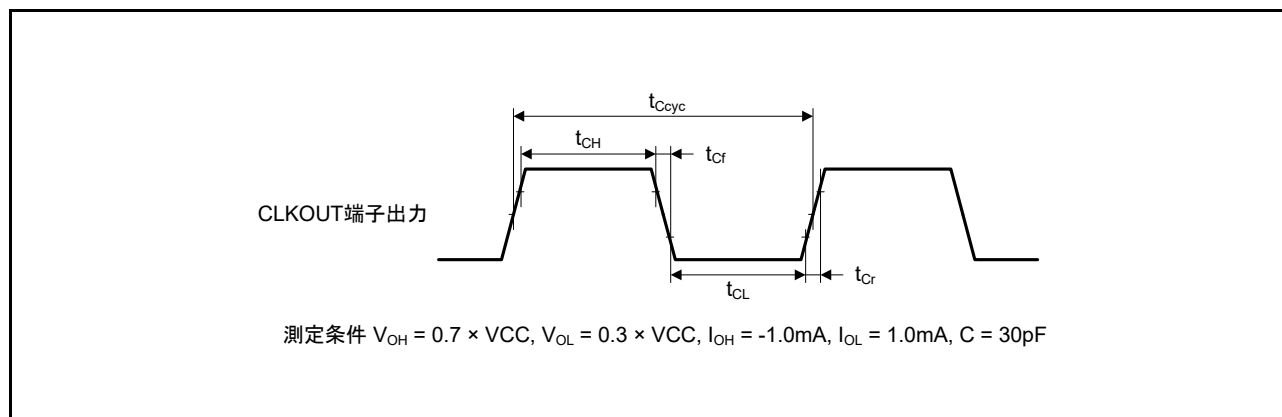 tCcyc
tCH
tCf
CLKOUT端子出力
tCL
tCr
測定条件 VOH = 0.7 × VCC, VOL = 0.3 × VCC, IOH = -1.0mA, IOL = 1.0mA, C = 30pF